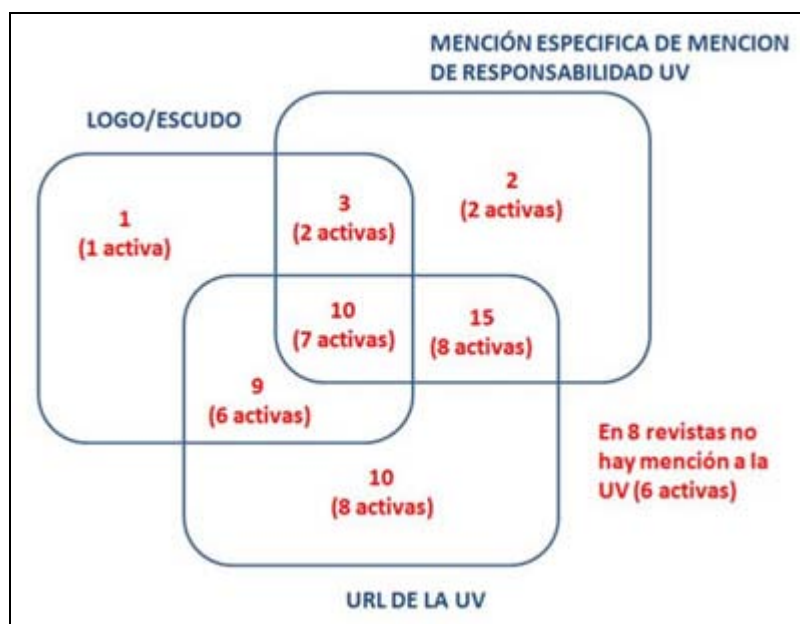 MENCIÓN ESPECIFICA DE MENCION
DE RESPONSABILIDAD UV
LOGO/ESCUDO
1
(1 activa)
3
(2 activas)
2
(2 activas)
10
(7 activas)
15
(8 activas)
9
(6 activas)
10
(8 activas)
En 8 revistas no
hay mención a la
UV (6 activas)
URL DE LA UV